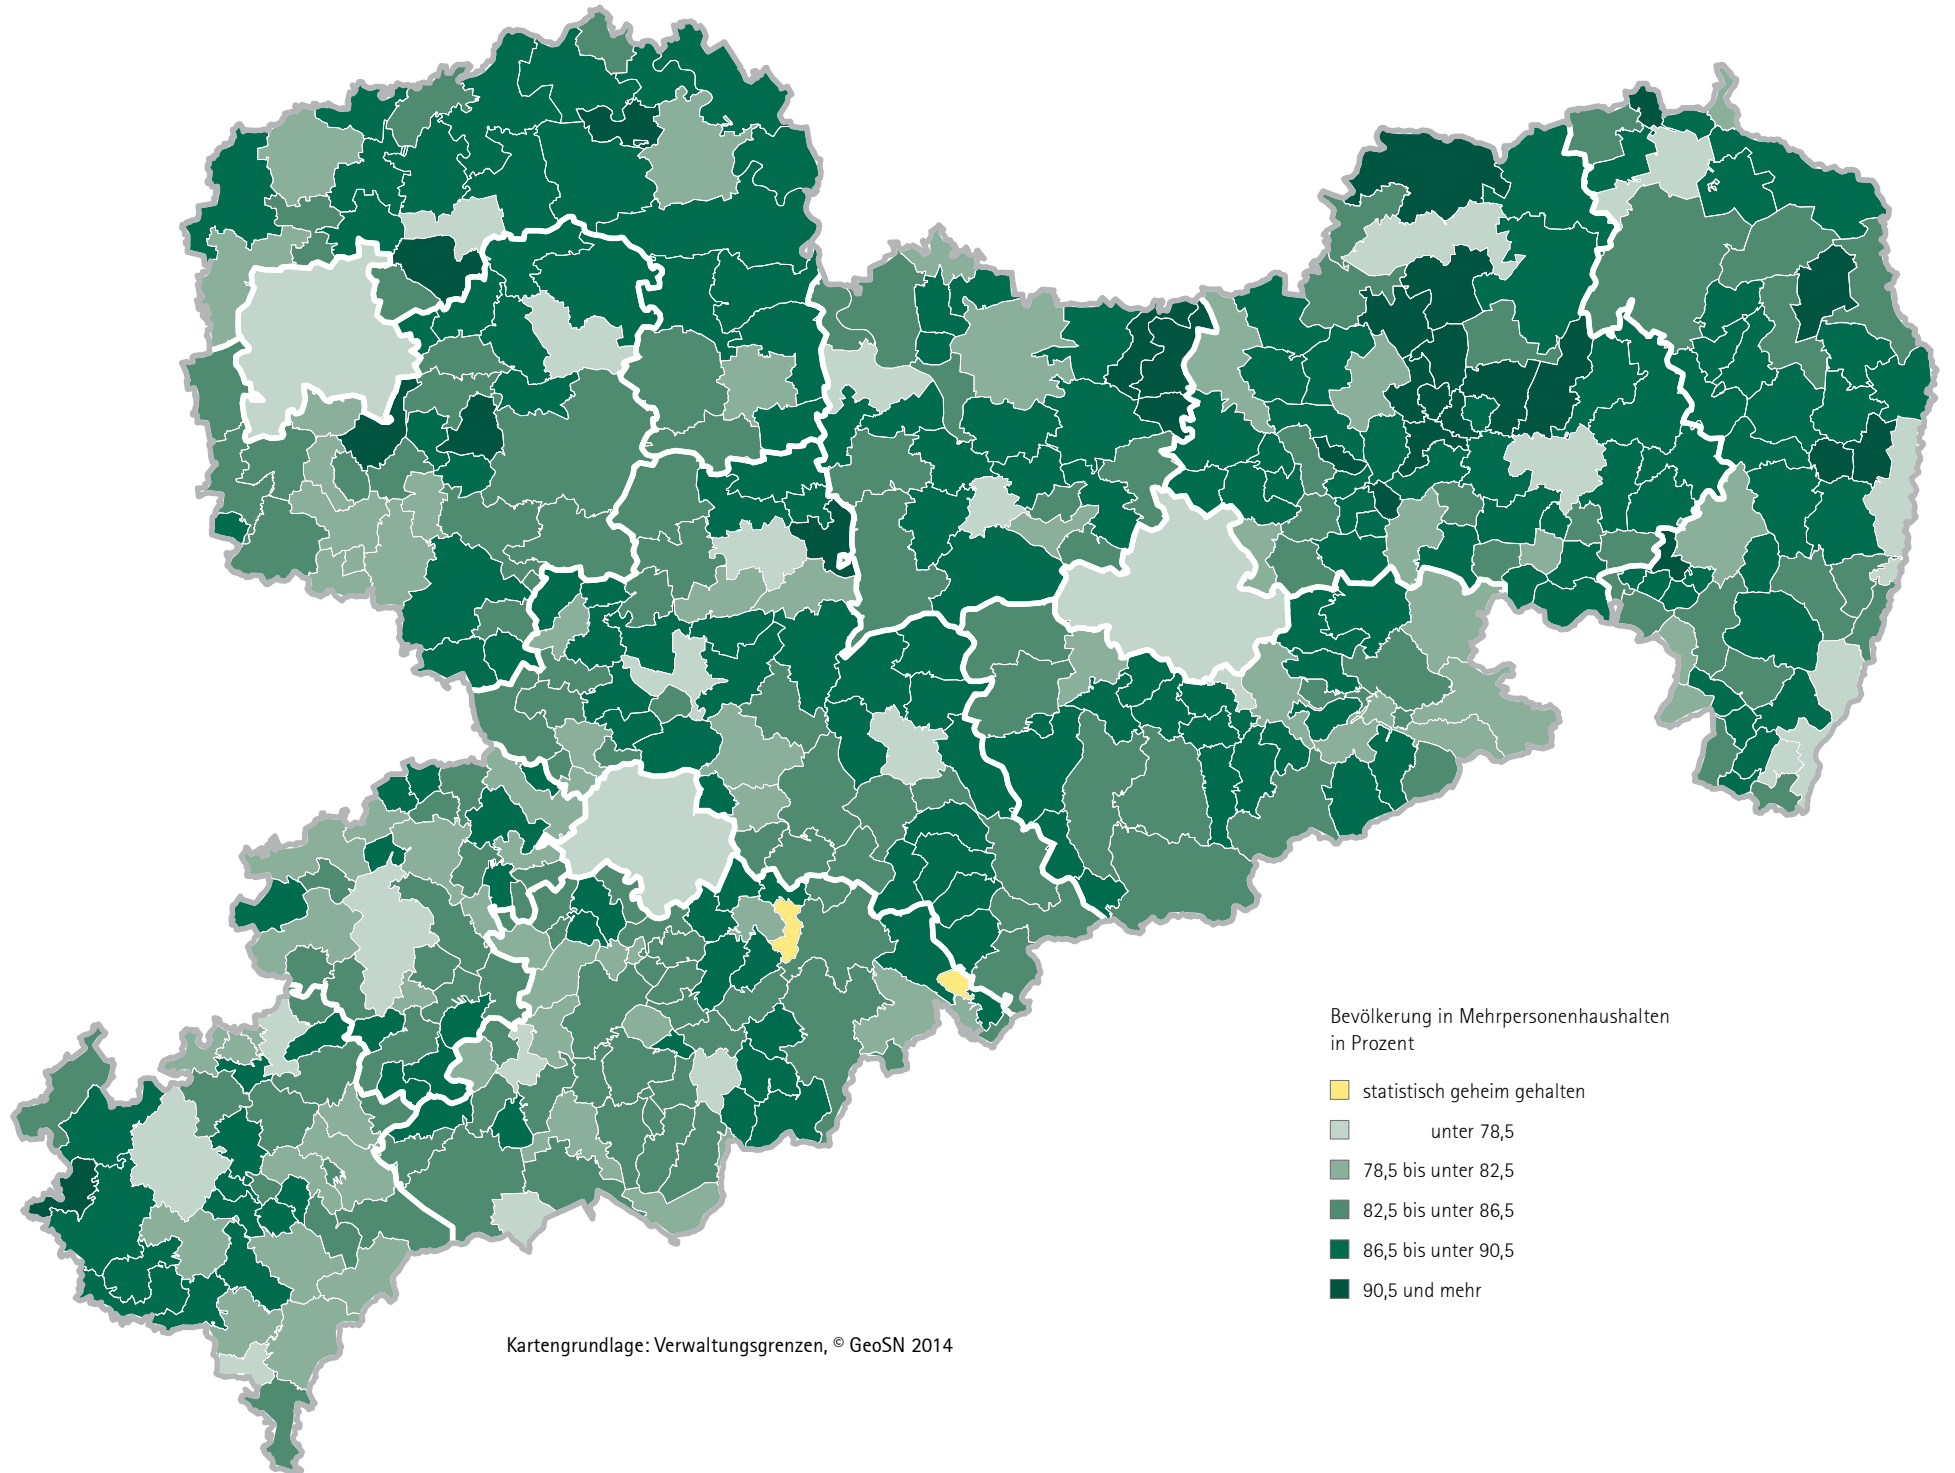 Bevölkerung in Mehrpersonenhaushalten
in Prozent
statistisch geheim gehalten
unter 78,5
78,5 bis unter 82,5
82,5 bis unter 86,5
86,5 bis unter 90,5
90,5 und mehr
Kartengrundlage: Verwaltungsgrenzen, © GeoSN 2014